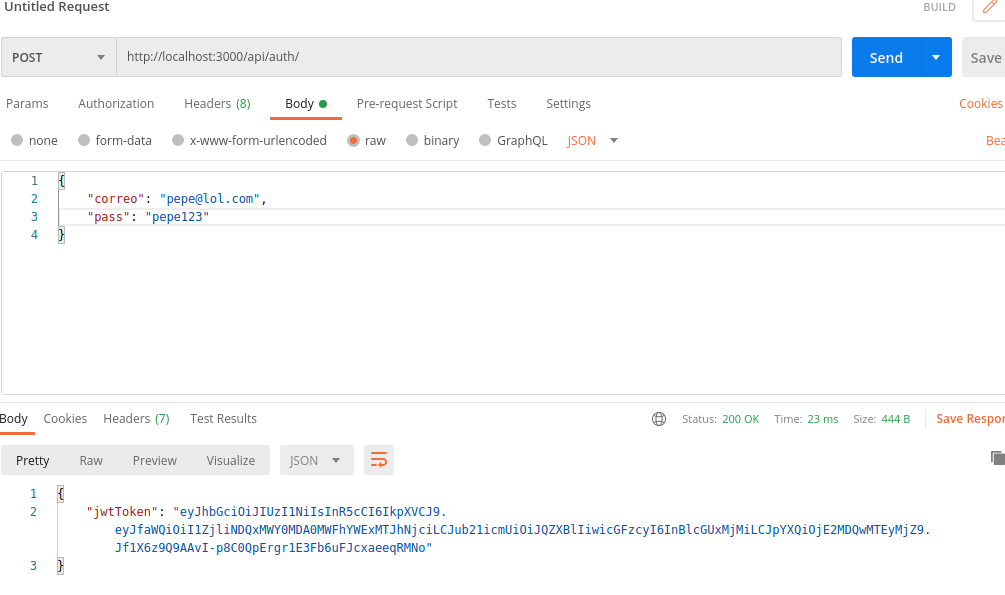 Untitled Request
BUILD
POST
http://localhost:3000/api/auth/
Send
Save
Params Authorization Headers (8) Body Pre-request Script Tests Settings Cookies
none form-data x-www-form-urlencoded raw binary GraphQL JSON Bea
1 {
2 "correo": "pepe@lol.com",
3 "pass": "pepe123"
4 }
Body Cookies Headers (7) Test Results Status: 200 OK Time: 23 ms Size: 444 B Save Respor
Pretty Raw Preview Visualize JSON
1 {
2 "jwtToken": "eyJhbGciOiJIUzI1NiIsInR5cCI6IkpXVCJ9.
eyJfaWQiOiI1ZjliNDQxMWY0MDA0MWFhYWExMTJhNjciLCJub21icmUiOiJQZXBlIiwicGFzcyI6InBlcGUxMjMiLCJpYXQiOjE2MDQwMTEyMjZ9.
Jf1X6z9Q9AAvI-p8C0QpErgr1E3Fb6uFJcxaeeqRMNo"
3 }